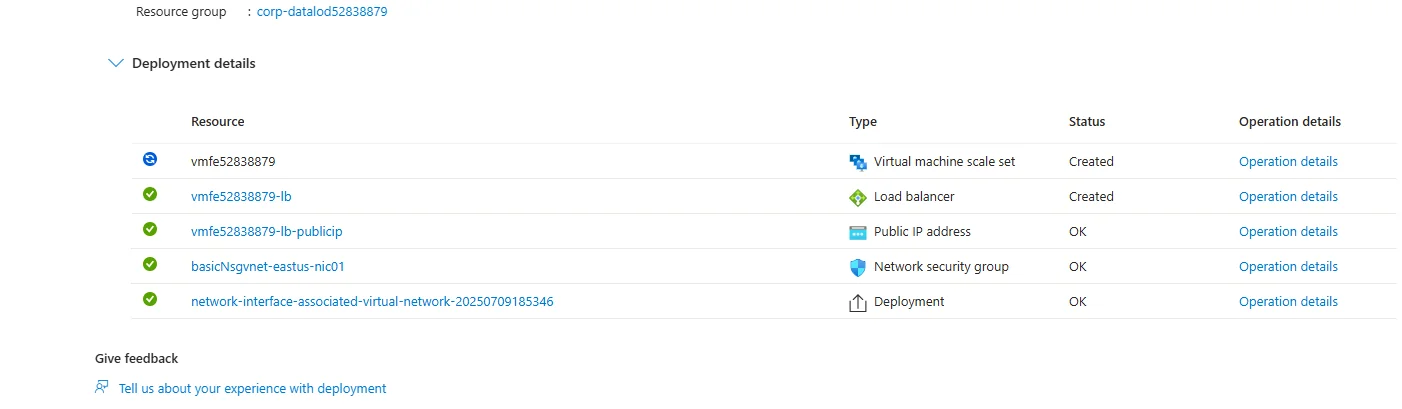 Resource group : corp-datalod52838879
Deployment details
Resource Type Status Operation details
vmfe52838879 Virtual machine scale set Created Operation details
vmfe52838879-lb Load balancer Created Operation details
vmfe52838879-lb-publicip Public IP address OK Operation details
basicNsgvnet-eastus-nic01 Network security group OK Operation details
network-interface-associated-virtual-network-20250709185346 Deployment OK Operation details
Give feedback
Tell us about your experience with deployment